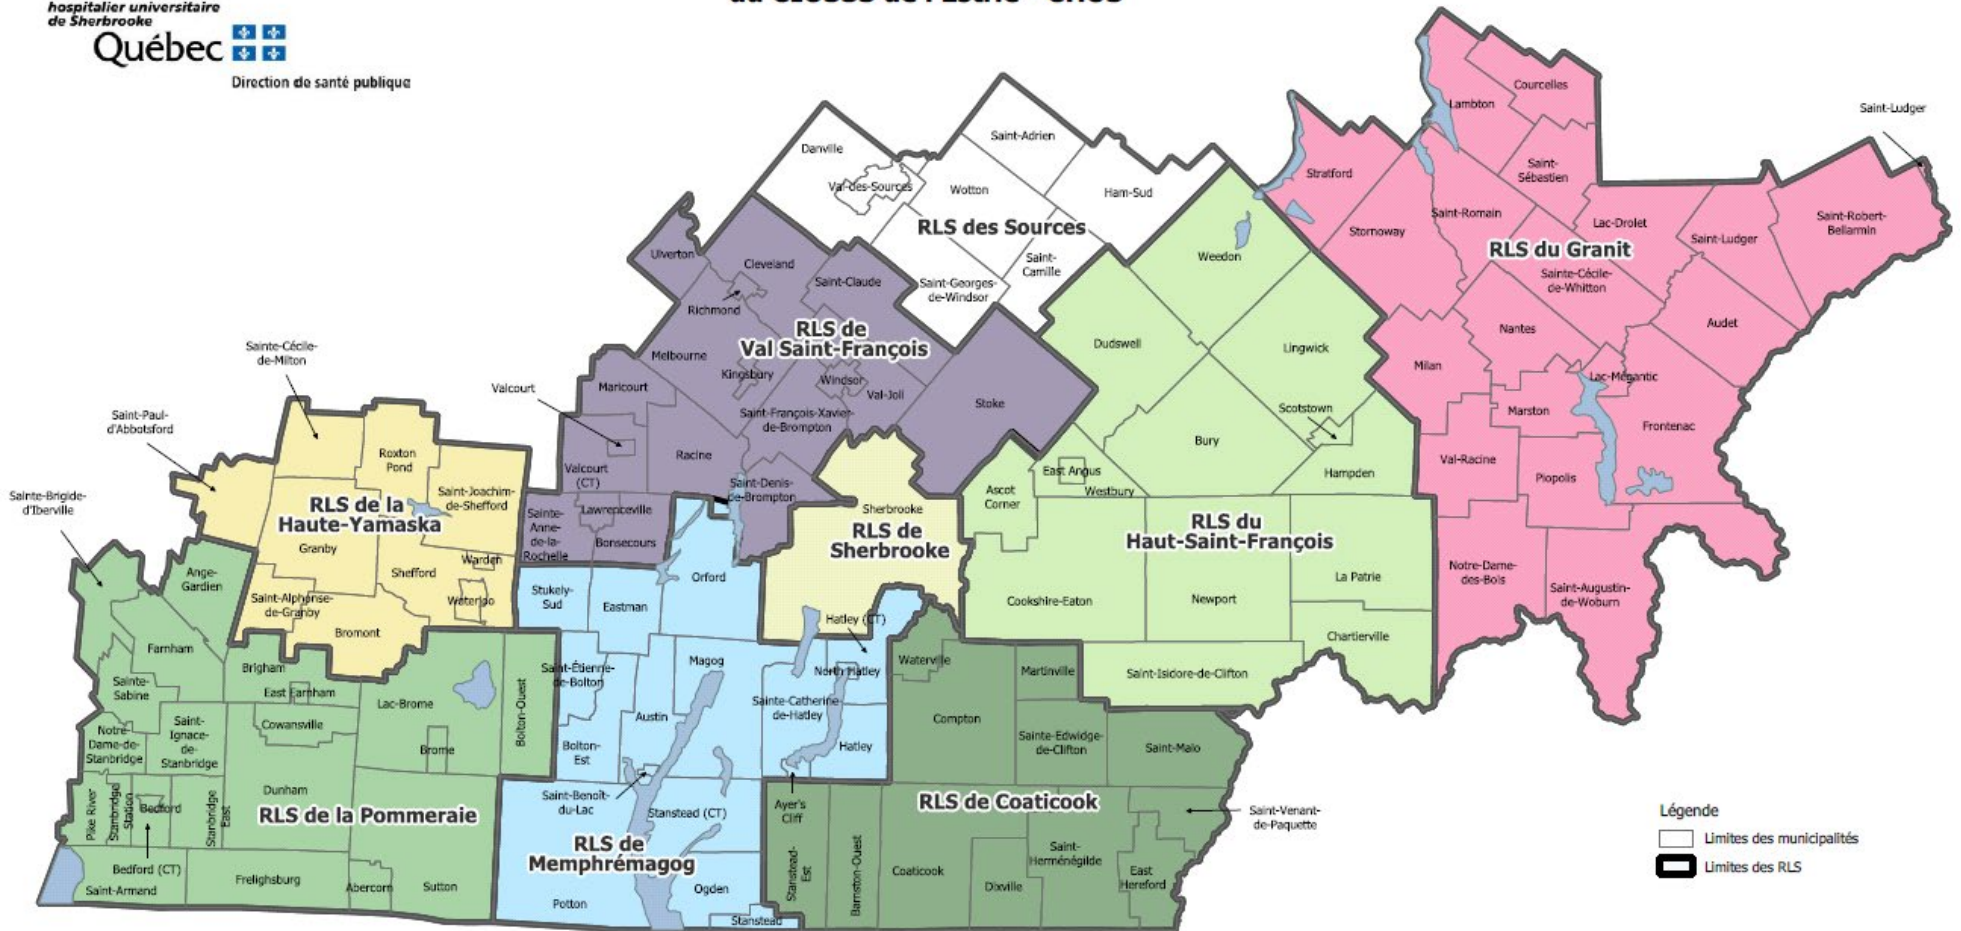 hospitalier universitaire
de Sherbrooke
Québec
Direction de santé publique
Saint-Ludger
Courcelles
Lambton
Saint-Adrien
Danville
Saint-
Sébastien
Stratford
Val-des-Sources
Wotton
Ham-Sud
Saint-Romain
Lac-Drolet
Saint-Robert-
Bellarmin
RLS des Sources
Stornoway
Saint-Ludger
RLS du Granit
Ulverton
Cleveland
Weedon
Saint-
Camille
Saint-Claude
Saint-Georges-
de-Windsor
Sainte-Cécile-
de-Whitton
Richmond
RLS de
Val Saint-François
Nantes
Audet
Sainte-Cécile-
de-Milton
Melbourne
Dudswell
Lingwick
Kingsbury
Windsor
Val-Joli
Milan
Lac-Mégantic
Valcourt
Maricourt
Stoke
Saint-Paul-
d'Abbotsford
Saint-François-Xavier-
de-Brompton
Scotstown
Marston
Frontenac
Roxton
Pond
Racine
Bury
Valcourt
(CT)
East Angus
Hampden
Val-Racine
Piopolis
Sainte-Brigide-
d'Iberville
RLS de la
Haute-Yamaska
Saint-Joachim-
de-Shefford
Saint-Denis-
de-Brompton
Ascot
Corner
Westbury
Sainte-
Anne-
de-la-
Rochelle
Lawrenceville
Bonsecours
Sherbrooke
RLS de
Sherbrooke
RLS du
Haut-Saint-François
Granby
Warden
Shefford
Ange-
Gardien
Orford
La Patrie
Notre-Dame-
des-Bois
Saint-Augustin-
de-Woburn
Saint-Alphonse-
de-Granby
Waterloo
Stukely-
Sud
Eastman
Cookshire-Eaton
Newport
Bromont
Hatley (CT)
Chartierville
Farnham
Brigham
Saint-Étienne-
de-Bolton
Magog
North Hatley
Waterville
Martinville
Saint-Isidore-de-Clifton
Sainte-
Sabine
East Farnham
Lac-Brome
Bolton-Ouest
Sainte-Catherine-
de-Hatley
Compton
Cowansville
Austin
Notre-
Dame-de-
Stanbridge
Saint-
Ignace-
de-
Stanbridge
Brome
Bolton-
Est
Hatley
Sainte-Edwidge-
de-Clifton
Saint-Malo
Pike River
Stanbridge
Station
Bedford
Stanbridge
East
Dunham
RLS de la Pommeraie
Saint-Benoît-
du-Lac
Stanstead (CT)
Ayer's
Cliff
RLS de Coaticook
Saint-Venant-
de-Paquette
Légende
Limites des municipalités
Limites des RLS
RLS de
Memphrémagog
Bedford (CT)
Saint-Armand
Frelighsburg
Abercorn
Sutton
Potton
Ogden
Stanstead
Stanstead-
Est
Barnston-Ouest
Coaticook
Dixville
Saint-
Herménégilde
East
Hereford